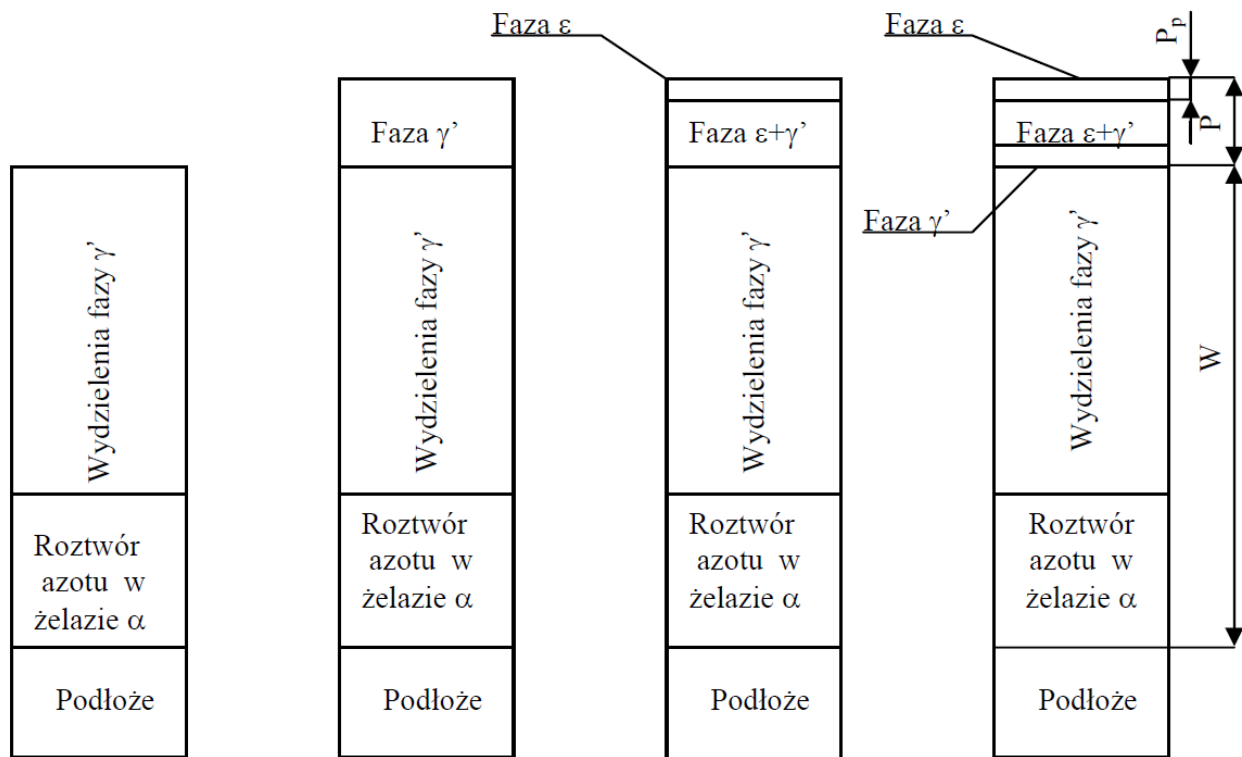 Faza ε
Faza ε
Pp
Faza γ’
Faza ε+γ’
Faza ε+γ’
P
Faza γ’
Wydzielenia fazy γ’
Wydzielenia fazy γ’
Wydzielenia fazy γ’
Wydzielenia fazy γ’
W
Roztwór
azotu w
żelazie α
Roztwór
azotu w
żelazie α
Roztwór
azotu w
żelazie α
Roztwór
azotu w
żelazie α
Podłoże
Podłoże
Podłoże
Podłoże